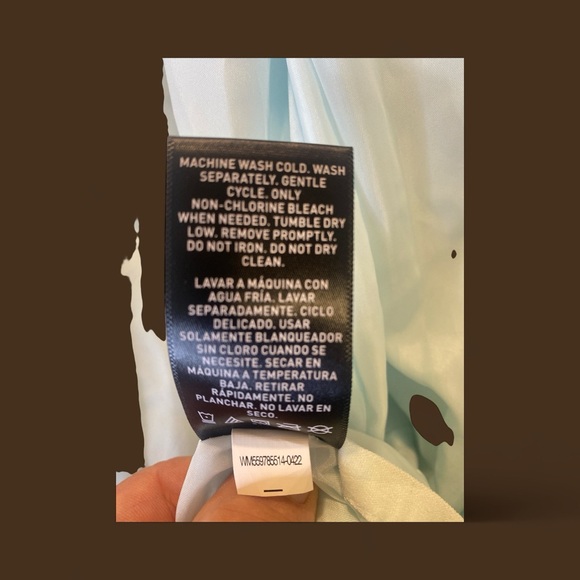 MACHINE WASH COLD. WASH
SEPARATELY. GENTLE
CYCLE. ONLY
NON-CHLORINE BLEACH
WHEN NEEDED. TUMBLE DRY
LOW. REMOVE PROMPTLY.
DO NOT IRON. DO NOT DRY
CLEAN.
LAVAR A MÁQUINA CON
AGUA FRÍA. LAVAR
SEPARADAMENTE. CICLO
DELICADO. USAR
SOLAMENTE BLANQUEADOR
SIN CLORO CUANDO SE
NECESITE. SECAR EN
MÁQUINA A TEMPERATURA
BAJA. RETIRAR
RÁPIDAMENTE. NO
PLANCHAR. NO LAVAR EN
SECO.
WM559785514-0422